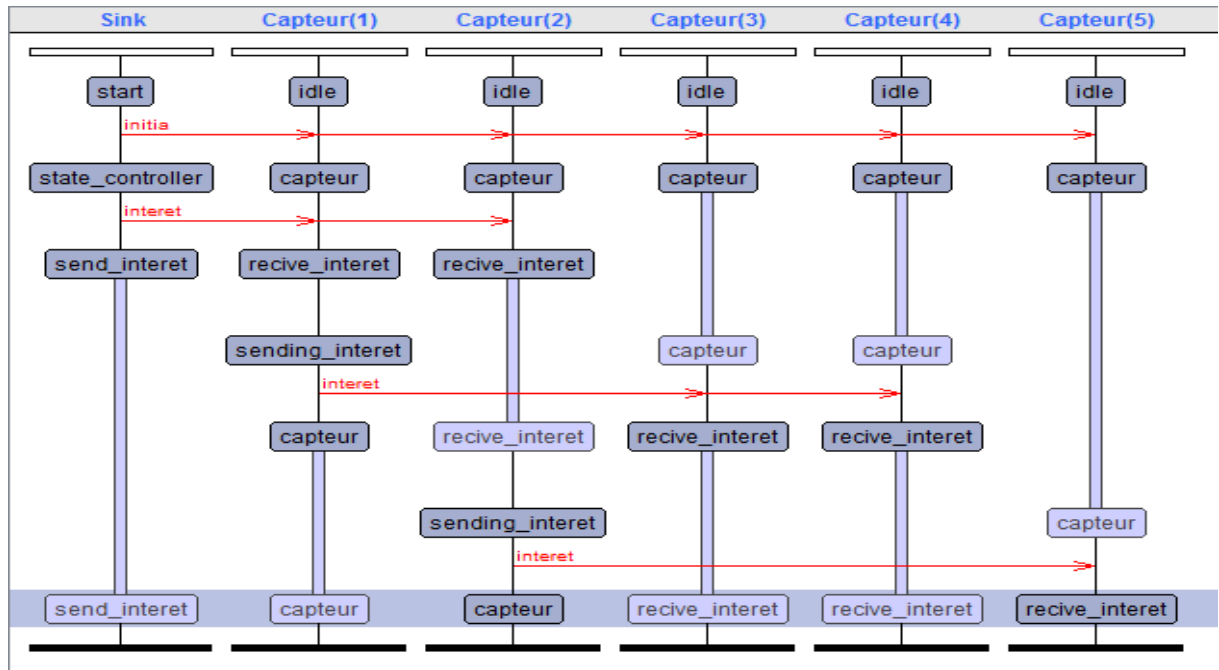 Sink Capteur(1) Capteur(2) Capteur(3) Capteur(4) Capteur(5)
start idle idle idle idle idle
initia
state_controller capteur capteur capteur capteur capteur
interet
send_interet recive_interet recive_interet
sending_interet capteur capteur
interet
capteur recive_interet recive_interet recive_interet
sending_interet capteur
interet
send_interet capteur capteur recive_interet recive_interet recive_interet